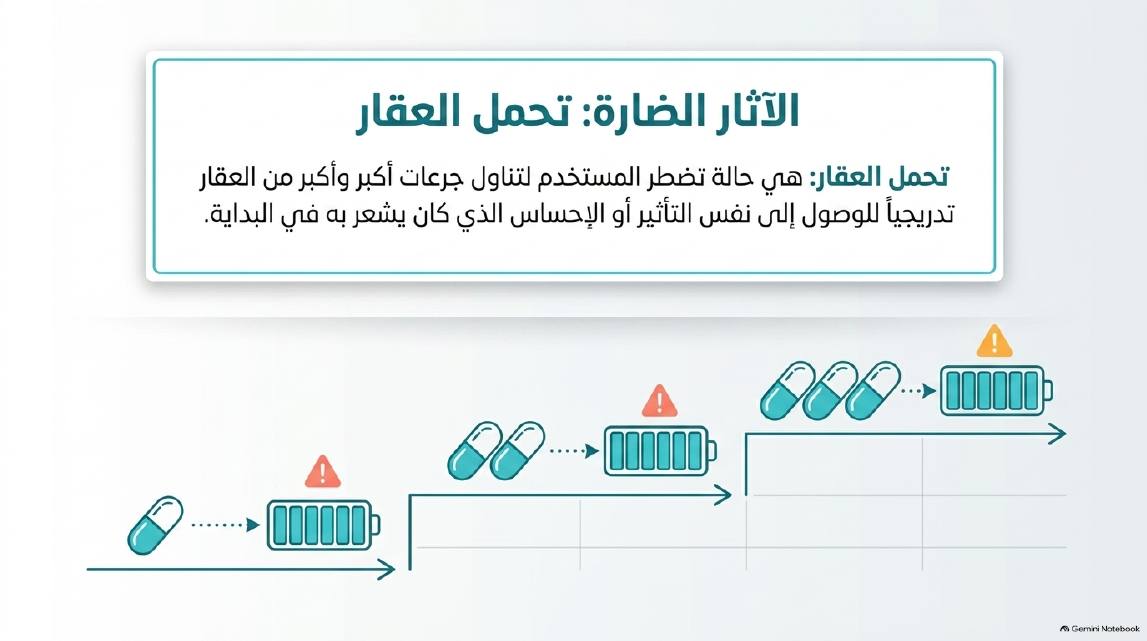 الآثار الضارة: تحمل العقار
تحمل العقار: هي حالة تضطر المستخدم لتناول جرعات أكبر وأكبر من العقار
تدريجياً للوصول إلى نفس التأثير أو الإحساس الذي كان يشعر به في البداية.
Gemini Notebook